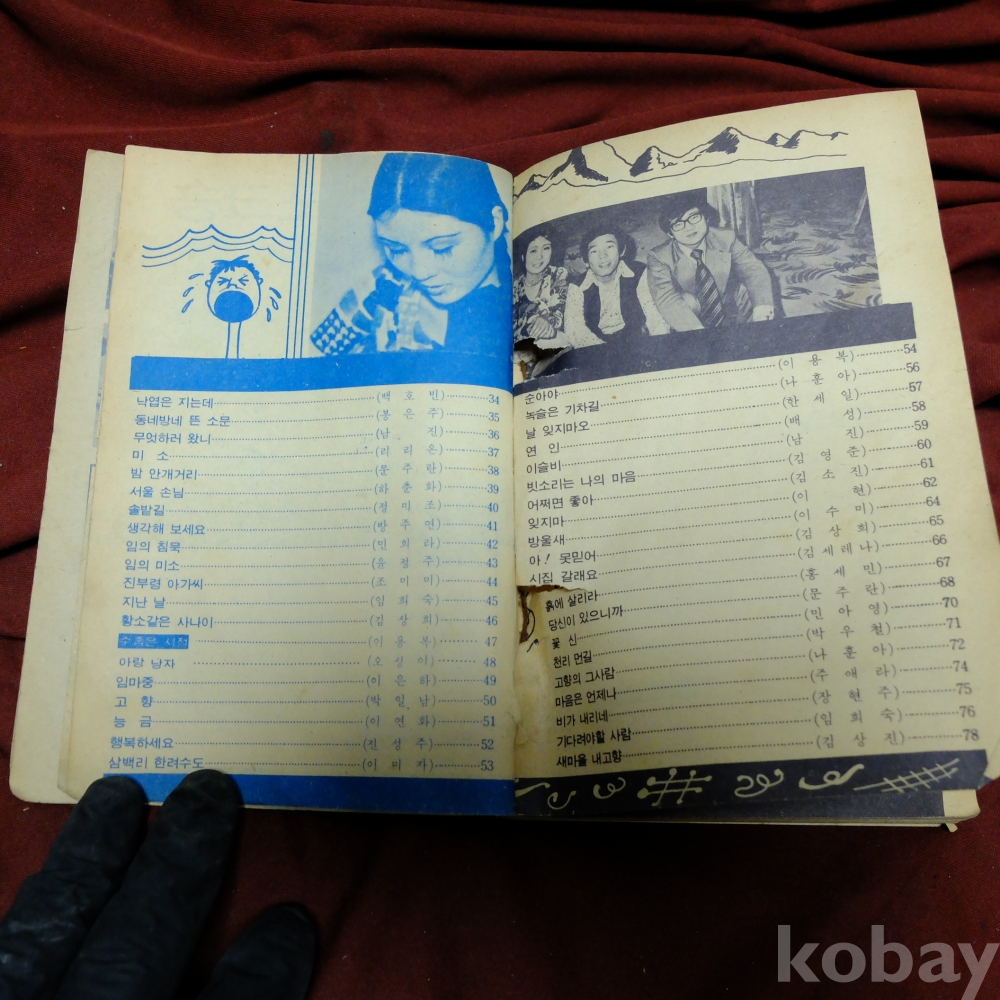 낙엽은 지는데 (백호빈) 34
동네방네 뜬 소문 (봉은주) 35
무엇하러 왔니 (남 진) 36
미 소 (리리온) 37
밤 안개거리 (문주란) 38
서울 손님 (하춘화) 39
솔밭길 (정미조) 40
생각해 보세요 (방주연) 41
임의 침묵 (민희라) 42
임의 미소 (윤정주) 43
진부령 아가씨 (조미미) 44
지난 날 (임희숙) 45
황소같은 사나이 (김상희) 46
시절 (이용복) 47
아랑 낭자 48
임마중 (이은하) 49
고 향 (박일남) 50
능 금 (이연화) 51
행복하세요 (진성주) 52
삼백리 한려수도 (이미자) 53
순아야 (이용복) 54
녹슬은 기차길 (나훈아) 56
날 잊지마오 (한세일) 57
연 인 (배 성) 58
이슬비 (남 진) 59
빗소리는 나의 마음 (김영준) 60
어쩌면 좋아 (김소진) 61
잊지마 (이 현) 62
방울새 (이수미) 64
아! 못믿어 (김상희) 65
시집 갈래요 (김세레나) 66
흙에 살리라 (홍세민) 67
당신이 있으니까 (문주란) 68
꽃 신 (민아영) 70
천리 먼길 (박우철) 71
고향의 그사람 (나훈아) 72
마음은 언제나 (주애라) 74
비가 내리네 (장현주) 75
기다려야할 사람 (임희숙) 76
새마을 내고향 (김상진) 78
kobay